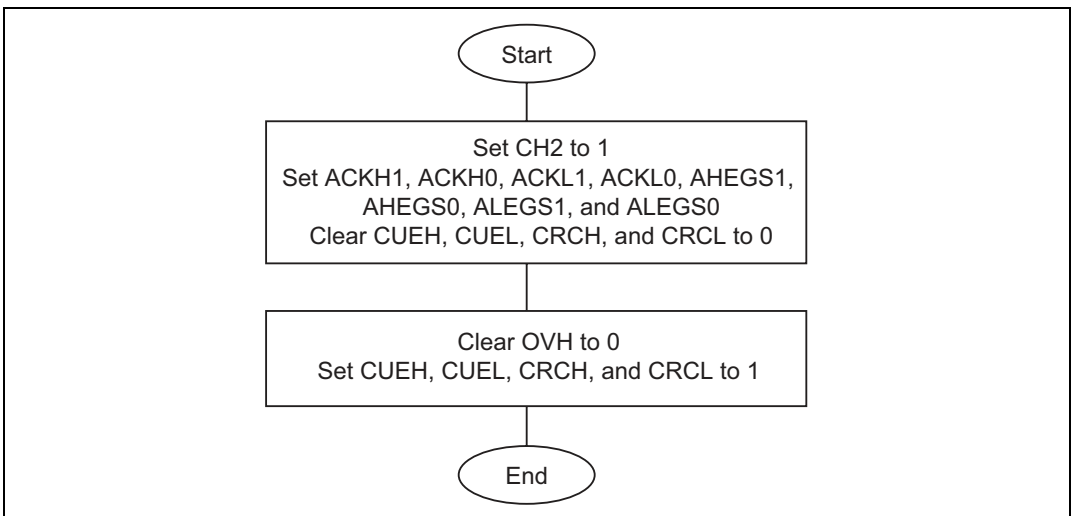 Start
Set CH2 to 1
Set ACKH1, ACKH0, ACKL1, ACKL0, AHEGS1,
AHEGS0, ALEGS1, and ALEGS0
Clear CUEH, CUEL, CRCH, and CRCL to 0
Clear OVH to 0
Set CUEH, CUEL, CRCH, and CRCL to 1
End